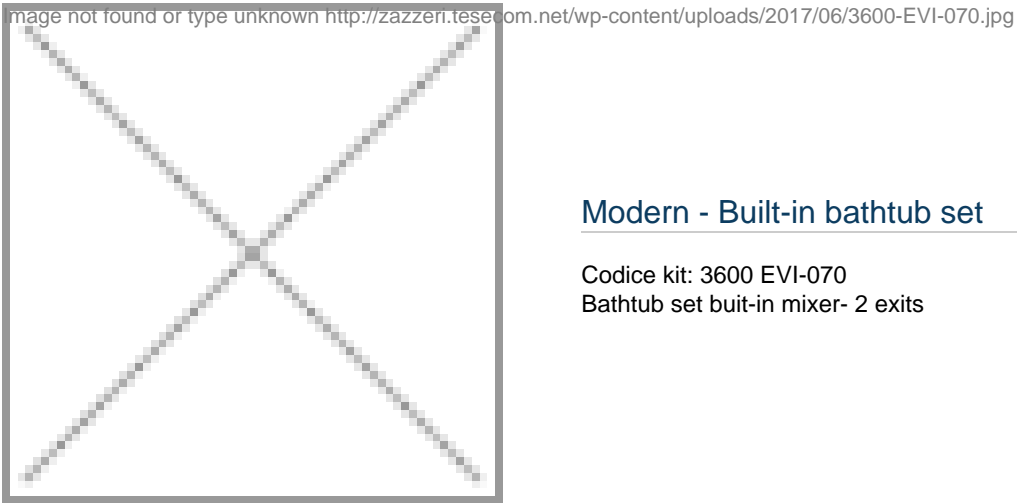 Image not found or type unknown http://zazzeri.tesecom.net/wp-content/uploads/2017/06/3600-EVI-070.jpg
Modern - Built-in bathtub set
Codice kit: 3600 EVI-070
Bathtub set buit-in mixer- 2 exits